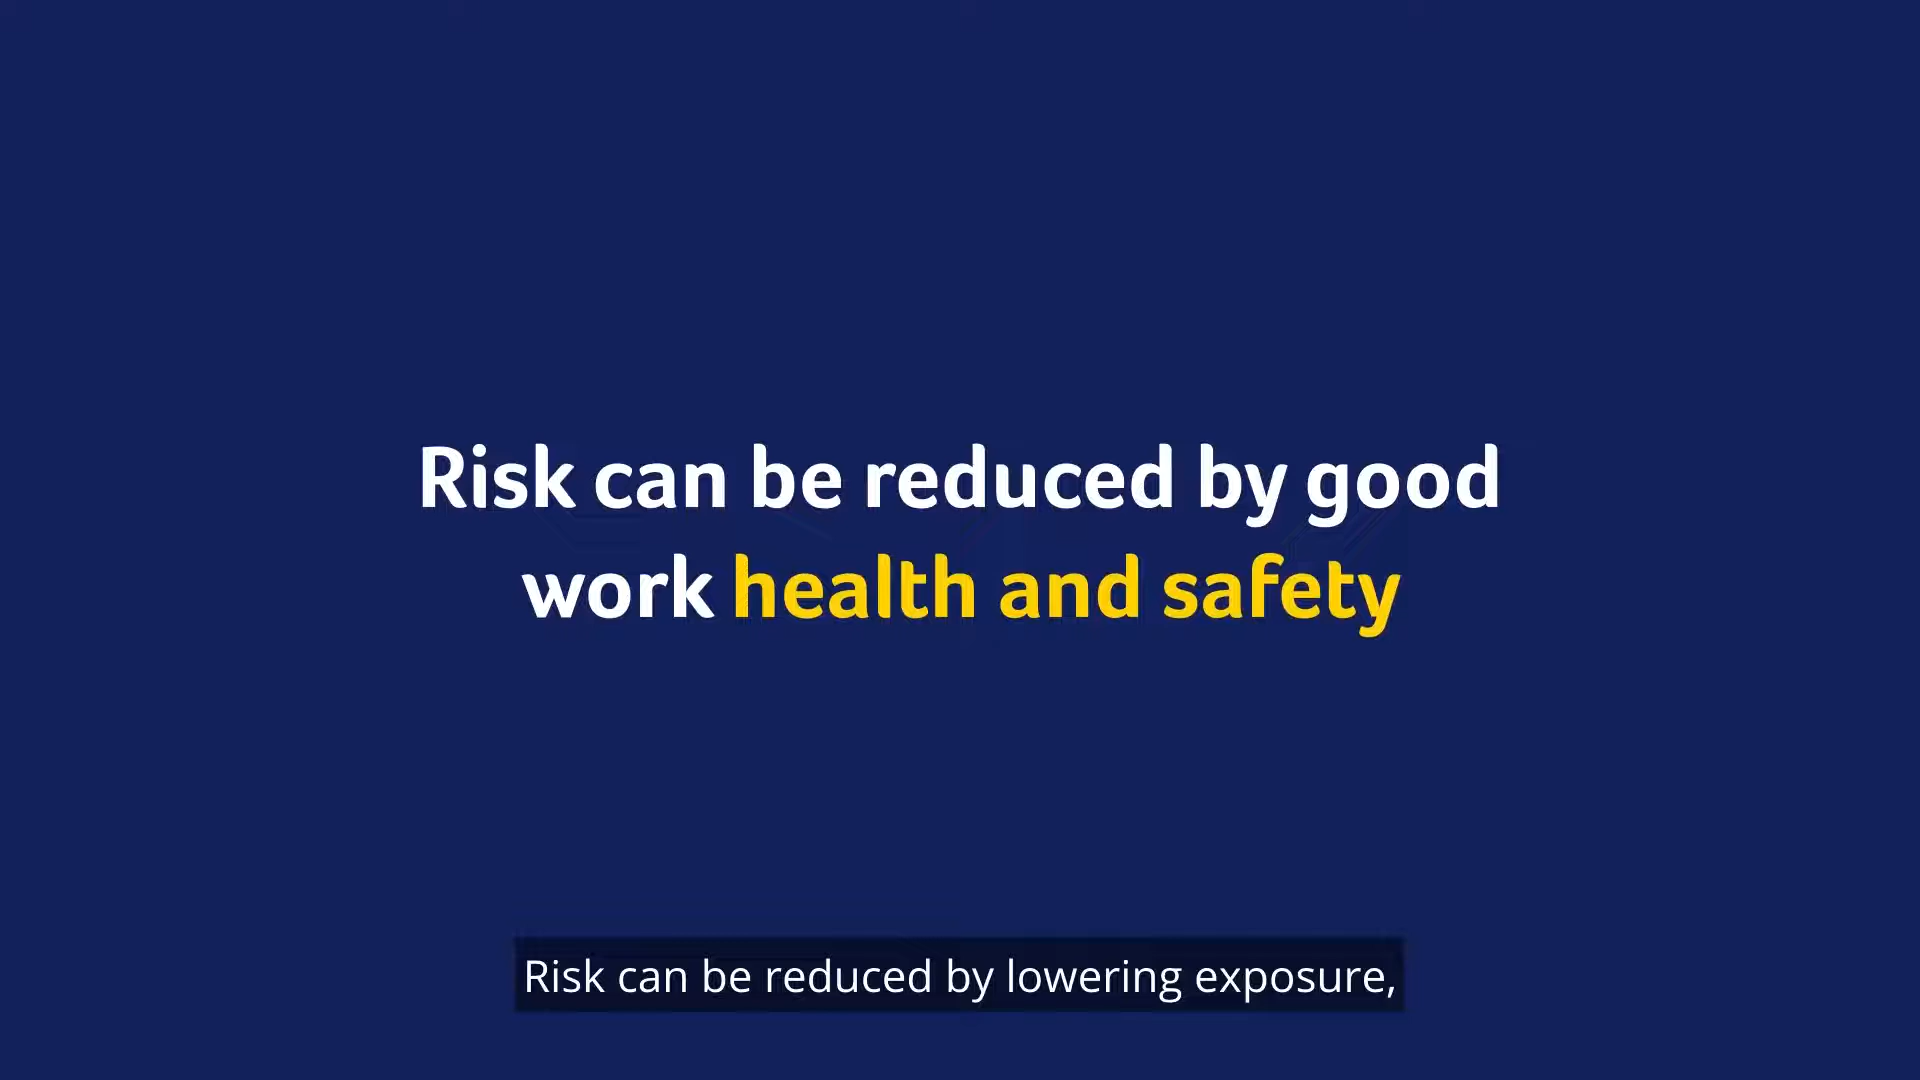 Risk can be reduced by good
work health and safety
Risk can be reduced by lowering exposure,